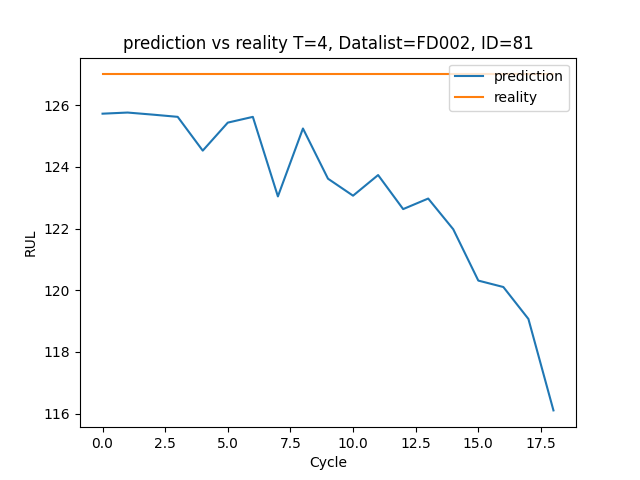 prediction vs reality T=4, Datalist=FD002, ID=81
prediction
reality
126
124
122
120
118
116
RUL
0.0 2.5 5.0 7.5 10.0 12.5 15.0 17.5
Cycle